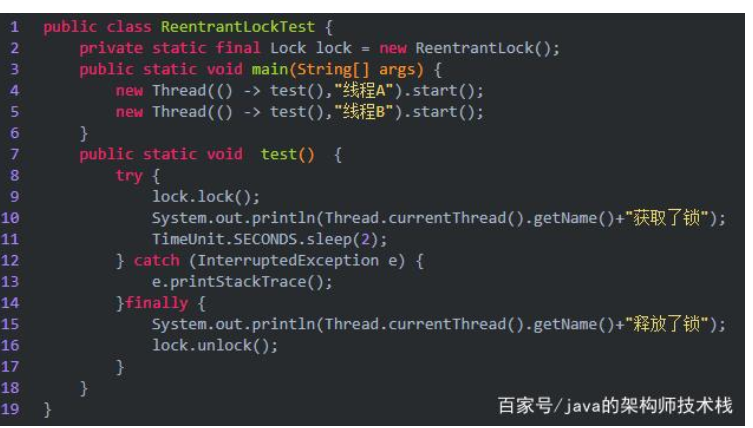 1 public class ReentrantLockTest {
2     private static final Lock lock = new ReentrantLock();
3     public static void main(String[] args) {
4         new Thread(() -> test(),"线程A").start();
5         new Thread(() -> test(),"线程B").start();
6     }
7     public static void  test()  {
8         try {
9             lock.lock();
10             System.out.println(Thread.currentThread().getName()+"获取了锁");
11             TimeUnit.SECONDS.sleep(2);
12         } catch (InterruptedException e) {
13             e.printStackTrace();
14         }finally {
15             System.out.println(Thread.currentThread().getName()+"释放了锁");
16             lock.unlock();
17         }
18     }
19 }
百家号/java的架构师技术栈